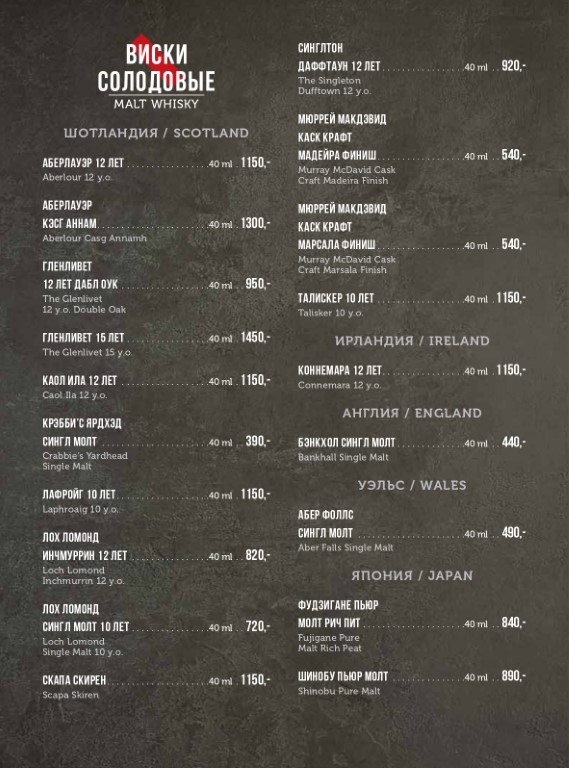 ВИСКИ
СОЛОДОВЫЕ
MALT WHISKY
ШОТЛАНДИЯ / SCOTLAND
АБЕРЛАУЭР 12 ЛЕТ 40 ml 1150,-
Aberlour 12 y.o.
АБЕРЛАУЭР
КЭСГ АННАМ 40 ml 1300,-
Aberlour Casg Annamh
ГЛЕНЛИВЕТ
12 ЛЕТ ДАБЛ ОУК 40 ml 950,-
The Glenlivet
12 y.o. Double Oak
ГЛЕНЛИВЕТ 15 ЛЕТ 40 ml 1450,-
The Glenlivet 15 y.o.
КАОЛ ИЛА 12 ЛЕТ 40 ml 1150,-
Caol Ila 12 y.o.
КРЭББИ'С ЯРДХЭД
СИНГЛ МОЛТ 40 ml 390,-
Crabbie's Yardhead
Single Malt
ЛАФРОЙГ 10 ЛЕТ 40 ml 1150,-
Laphroaig 10 y.o.
ЛОХ ЛОМОНД
ИНЧМУРРИН 12 ЛЕТ 40 ml 820,-
Loch Lomond
Inchmurrin 12 y.o.
ЛОХ ЛОМОНД
СИНГЛ МОЛТ 10 ЛЕТ 40 ml 720,-
Loch Lomond
Single Malt 10 y.o.
СКАПА СКИРЕН 40 ml 1150,-
Scapa Skiren
СИНГЛТОН
ДАФФТАУН 12 ЛЕТ 40 ml 920,-
The Singleton
Dufftown 12 y.o.
МЮРРЕЙ МАКДЭВИД
КАСК КРАФТ
МАДЕЙРА ФИНИШ 40 ml 540,-
Murray McDavid Cask
Craft Madeira Finish
МЮРРЕЙ МАКДЭВИД
КАСК КРАФТ
МАРСАЛА ФИНИШ 40 ml 540,-
Murray McDavid Cask
Craft Marsala Finish
ТАЛИСКЕР 10 ЛЕТ 40 ml 1150,-
Talisker 10 y.o.
ИРЛАНДИЯ / IRELAND
КОННЕМАРА 12 ЛЕТ 40 ml 1150,-
Connemara 12 y.o.
АНГЛИЯ / ENGLAND
БЭНКХОЛ СИНГЛ МОЛТ 40 ml 440,-
Bankhall Single Malt
УЭЛЬС / WALES
АБЕР ФОЛЛС
СИНГЛ МОЛТ 40 ml 490,-
Aber Falls Single Malt
ЯПОНИЯ / JAPAN
ФУДЗИГАНЕ ПЬЮР
МОЛТ РИЧ ПИТ 40 ml 840,-
Fujigane Pure
Malt Rich Peat
ШИНОБУ ПЬЮР МОЛТ 40 ml 890,-
Shinobu Pure Malt